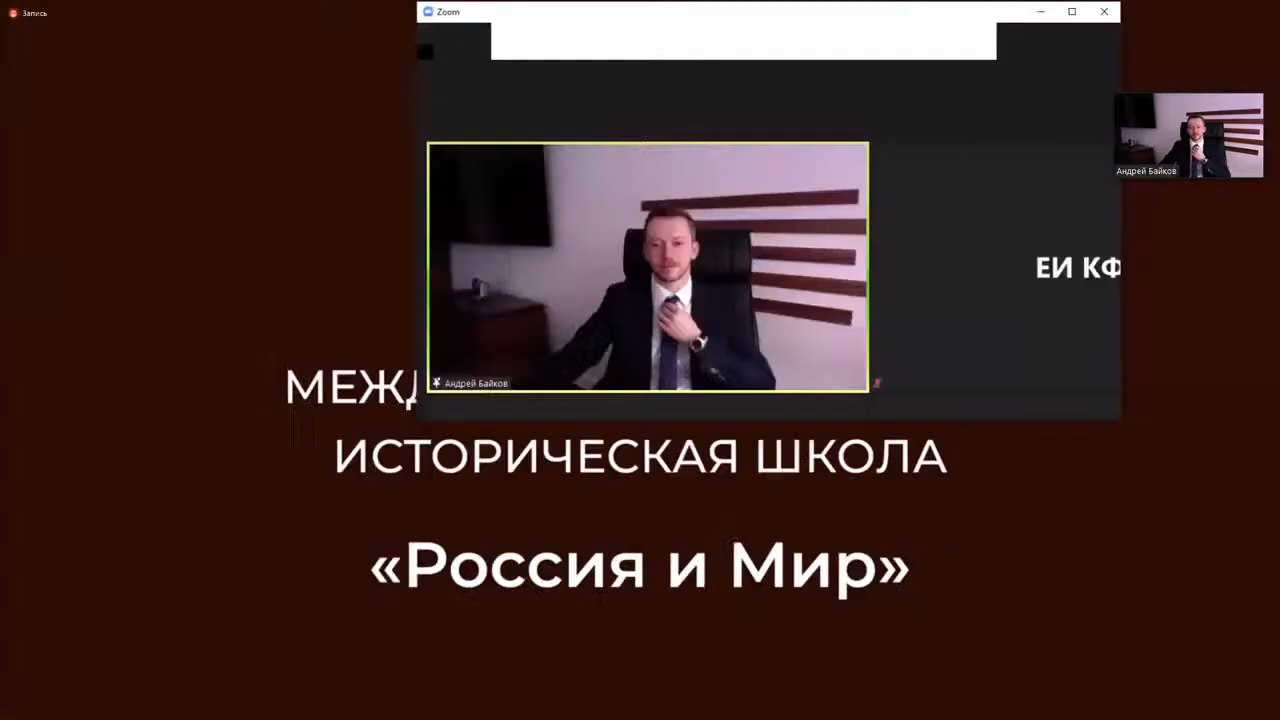 Запись
Zoom
Андрей Байков
ЕИ КФ
Андрей Байков
МЕЖД
ИСТОРИЧЕСКАЯ ШКОЛА
«Россия и Мир»